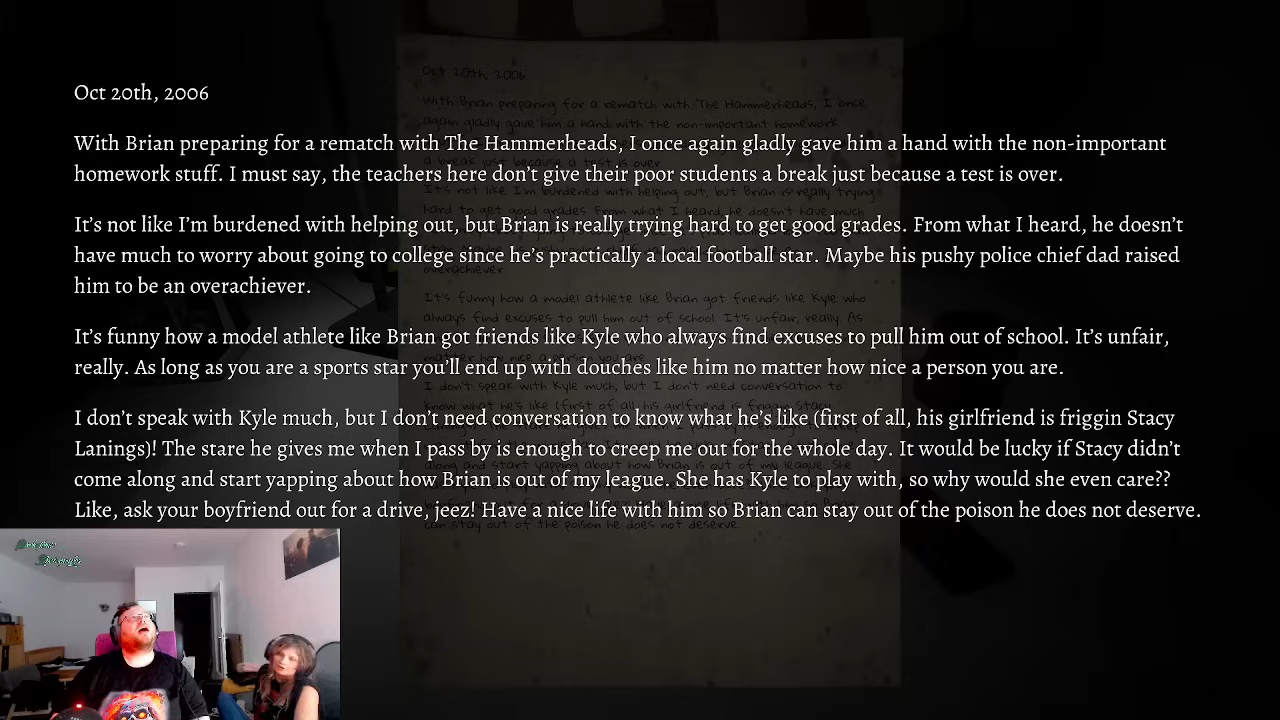 Oct 20th, 2006
With Brian preparing for a rematch with The Hammerheads, I once again gladly gave him a hand with the non-important
homework stuff. I must say, the teachers here don’t give their poor students a break just because a test is over.
It’s not like I’m burdened with helping out, but Brian is really trying hard to get good grades. From what I heard, he doesn’t
have much to worry about going to college since he’s practically a local football star. Maybe his pushy police chief dad raised
him to be an overachiever.
It’s funny how a model athlete like Brian got friends like Kyle who always find excuses to pull him out of school. It’s unfair,
really. As long as you are a sports star you’ll end up with douches like him no matter how nice a person you are.
I don’t speak with Kyle much, but I don’t need conversation to know what he’s like (first of all, his girlfriend is friggin Stacy
Lanings)! The stare he gives me when I pass by is enough to creep me out for the whole day. It would be lucky if Stacy didn’t
come along and start yapping about how Brian is out of my league. She has Kyle to play with, so why would she even care??
Like, ask your boyfriend out for a drive, jeez! Have a nice life with him so Brian can stay out of the poison he does not deserve.